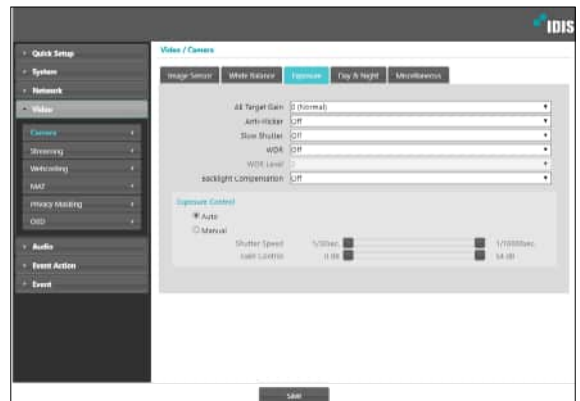 IDIS
Quick Setup
System
Network
Video
Camera
Streaming
Webcasting
MAT
Privacy Masking
OSD
Audio
Event Action
Event
Video / Camera
Image Sensor White Balance Exposure Day & Night Miscellaneous
AE Target Gain 0 (Normal)
Anti-Flicker Off
Slow Shutter Off
WDR Off
WDR Level
Backlight Compensation Off
Exposure Control
Auto
Manual
Shutter Speed 1/30sec. 1/10000sec.
Gain Control 0 dB dB
Save